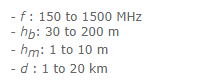 - f : 150 to 1500 MHz
- hb: 30 to 200 m
- hm: 1 to 10 m
- d : 1 to 20 km